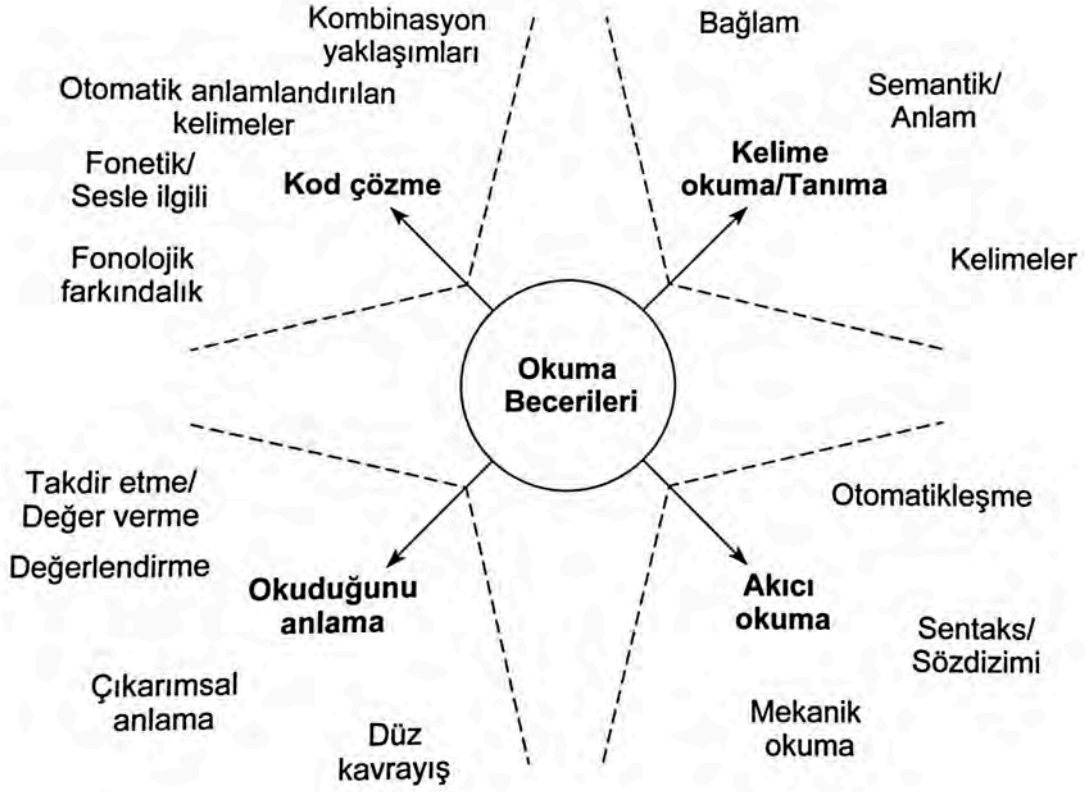 Kombinasyon
yaklaşımları
Otomatik anlamlandırılan
kelimeler
Fonetik/
Sesle ilgili
Kod çözme
Fonolojik
farkındalık
Bağlam
Semantik/
Anlam
Kelime
okuma/Tanıma
Kelimeler
Okuma
Becerileri
Takdir etme/
Değer verme
Değerlendirme
Okuduğunu
anlama
Çıkarımsal
anlama
Düz
kavrayış
Otomatikleşme
Akıcı
okuma
Sentaks/
Sözdizimi
Mekanik
okuma